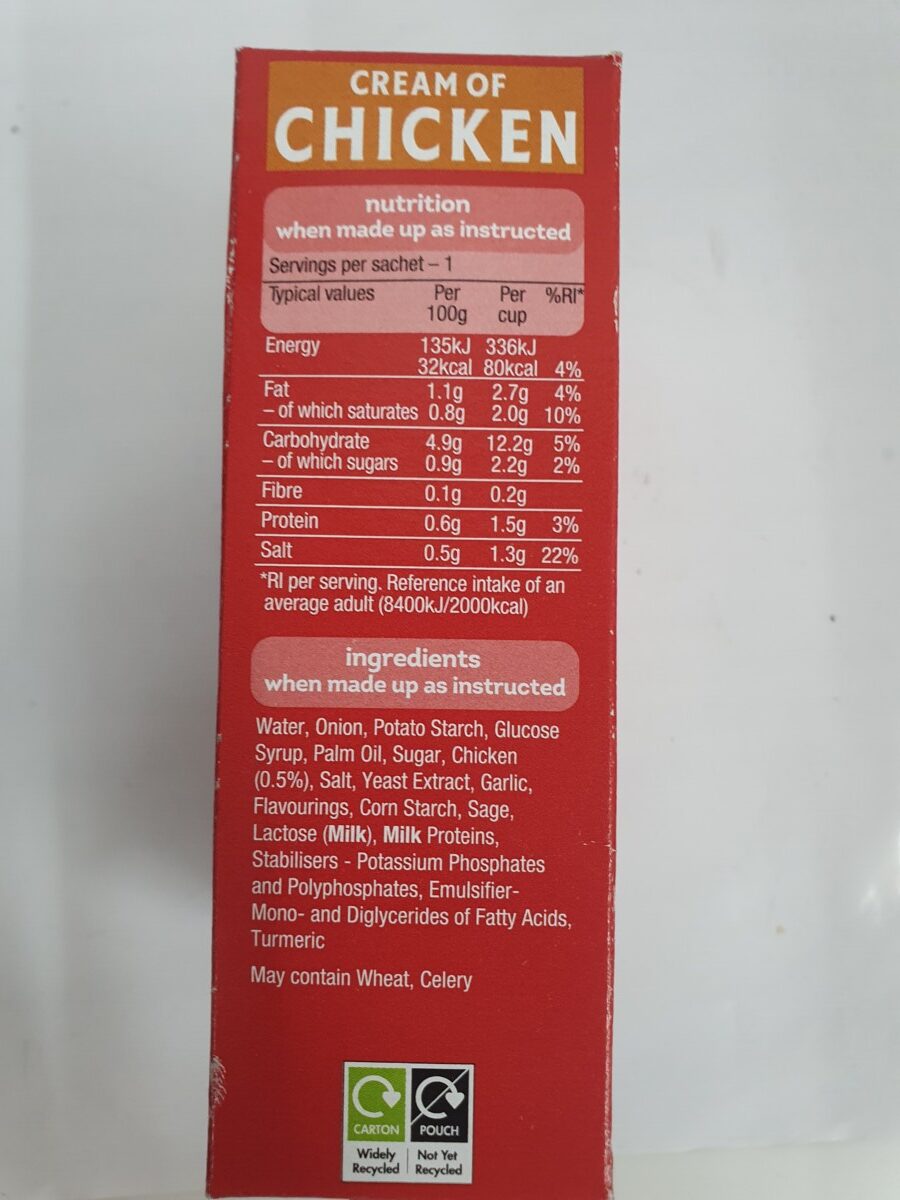 CREAM OF
CHICKEN
nutrition
when made up as instructed
Servings per sachet – 1
Typical values Per Per %RI*
100g cup
Energy 135kJ 336kJ
32kcal 80kcal 4%
Fat 1.1g 2.7g 4%
– of which saturates 0.8g 2.0g 10%
Carbohydrate 4.9g 12.2g 5%
– of which sugars 0.9g 2.2g 2%
Fibre 0.1g 0.2g
Protein 0.6g 1.5g 3%
Salt 0.5g 1.3g 22%
*RI per serving. Reference intake of an
average adult (8400kJ/2000kcal)
ingredients
when made up as instructed
Water, Onion, Potato Starch, Glucose
Syrup, Palm Oil, Sugar, Chicken
(0.5%), Salt, Yeast Extract, Garlic,
Flavourings, Corn Starch, Sage,
Lactose (Milk), Milk Proteins,
Stabilisers - Potassium Phosphates
and Polyphosphates, Emulsifier-
Mono- and Diglycerides of Fatty Acids,
Turmeric
May contain Wheat, Celery
CARTON POUCH
Widely Not Yet
Recycled Recycled